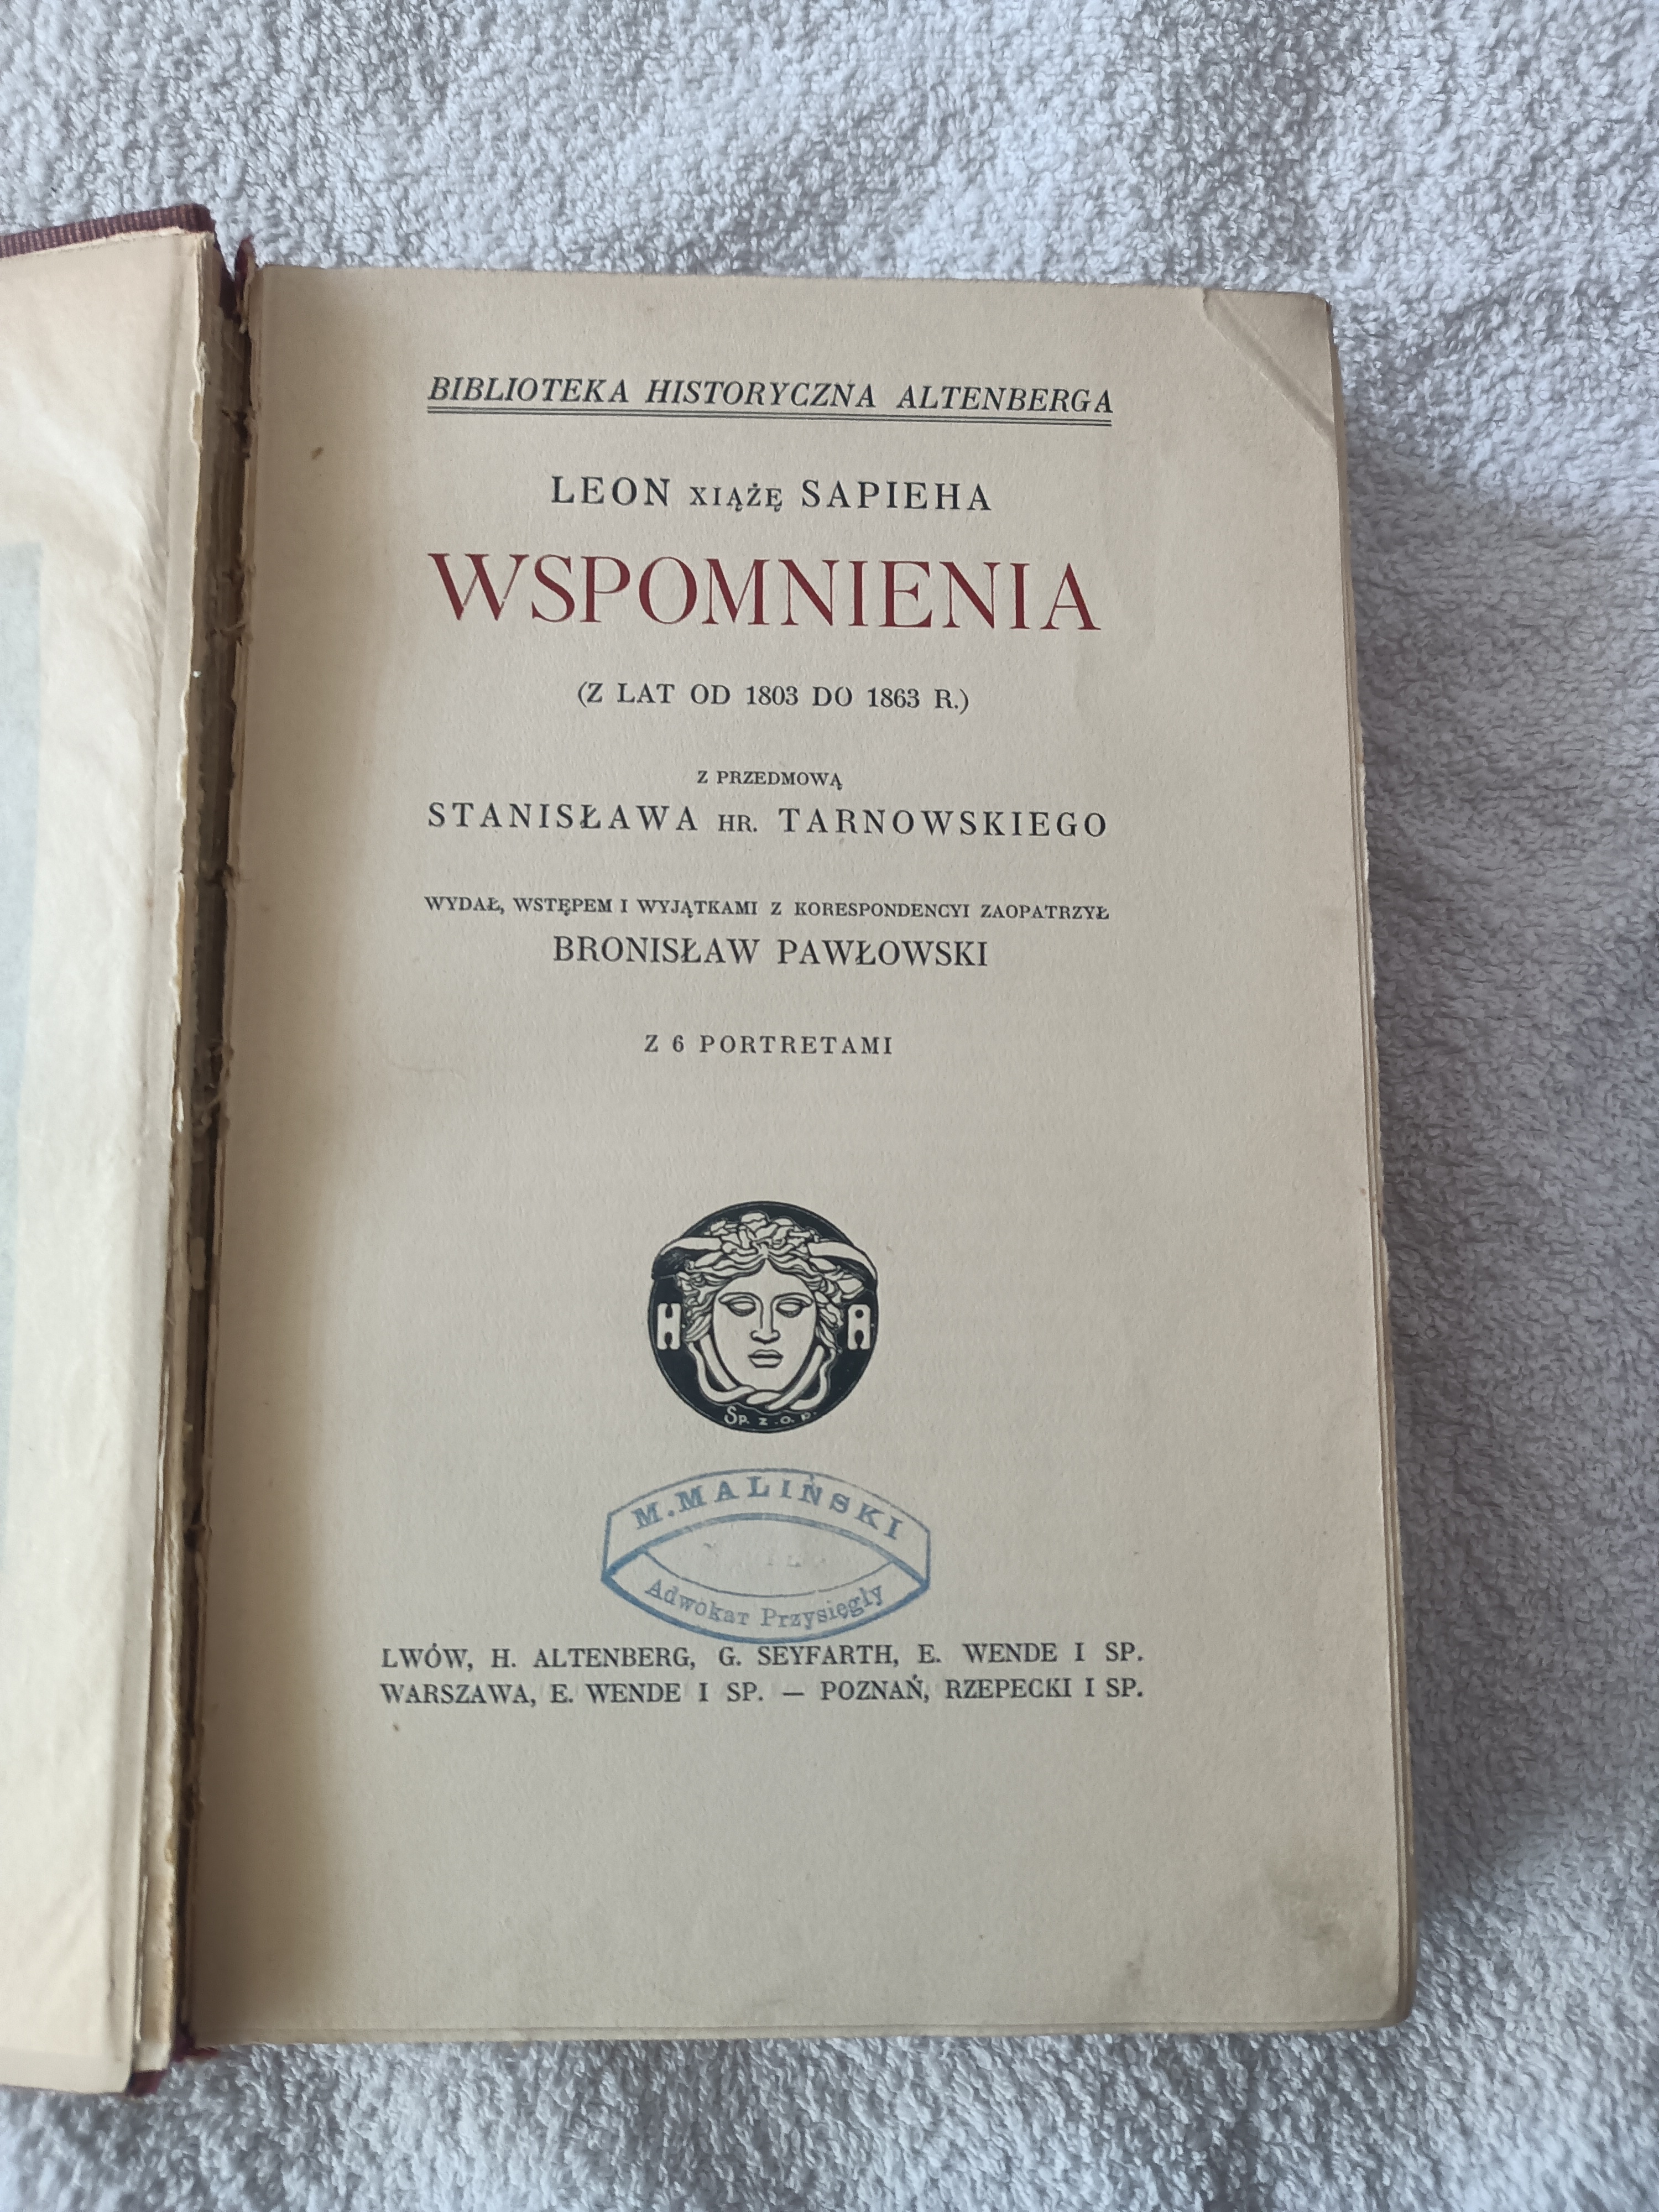 BIBLIOTEKA HISTORYCZNA ALTENBERGA
LEON XIĄŻĘ SAPIEHA
WSPOMNIENIA
(Z LAT OD 1803 DO 1863 R.)
Z PRZEDMOWĄ
STANISŁAWA HR. TARNOWSKIEGO
WYDAŁ, WSTĘPEM I WYJĄTKAMI Z KORESPONDENCYI ZAOPATRZYŁ
BRONISŁAW PAWŁOWSKI
Z 6 PORTRETAMI
H A
Sp. z .o. p.
M. MALIŃSKI
Adwokat Przysięgły
LWÓW, H. ALTENBERG, G. SEYFARTH, E. WENDE I SP.
WARSZAWA, E. WENDE I SP. — POZNAŃ, RZEPECKI I SP.